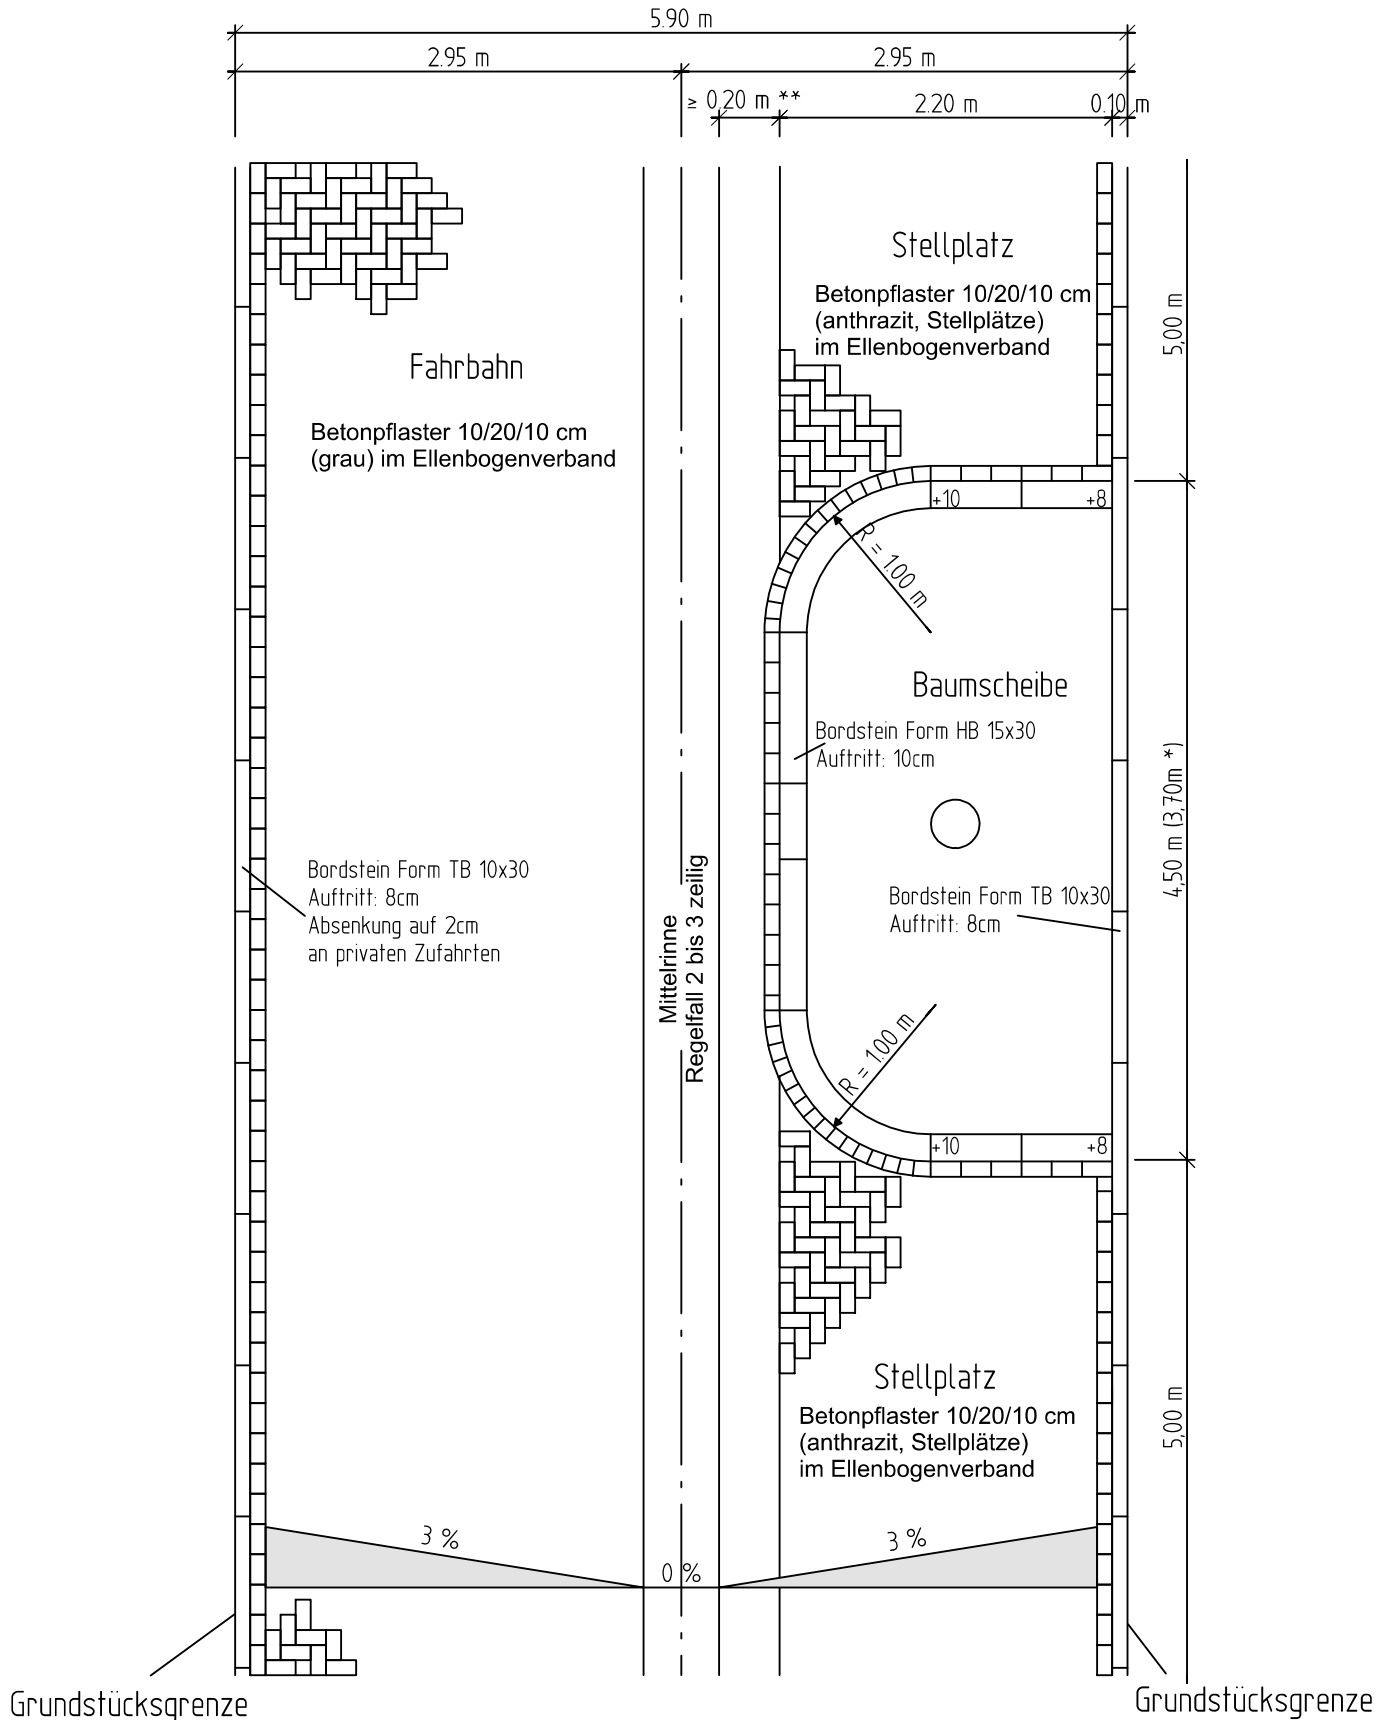 5.90 m
2.95 m
2.95 m
≥ 0.20 m **
2.20 m
0.10 m
Stellplatz
Betonpflaster 10/20/10 cm
(anthrazit, Stellplätze)
im Ellenbogenverband
5,00 m
Fahrbahn
Betonpflaster 10/20/10 cm
(grau) im Ellenbogenverband
+10
+8
R = 1.00 m
Baumscheibe
Bordstein Form HB 15x30
Auftritt: 10cm
4,50 m (3,70m *)
Bordstein Form TB 10x30
Auftritt: 8cm
Absenkung auf 2cm
an privaten Zufahrten
Mittelrinne
Regelfall 2 bis 3 zeilig
Bordstein Form TB 10x30
Auftritt: 8cm
R = 1.00 m
+10
+8
Stellplatz
Betonpflaster 10/20/10 cm
(anthrazit, Stellplätze)
im Ellenbogenverband
5,00 m
3 %
0 %
3 %
Grundstücksgrenze
Grundstücksgrenze